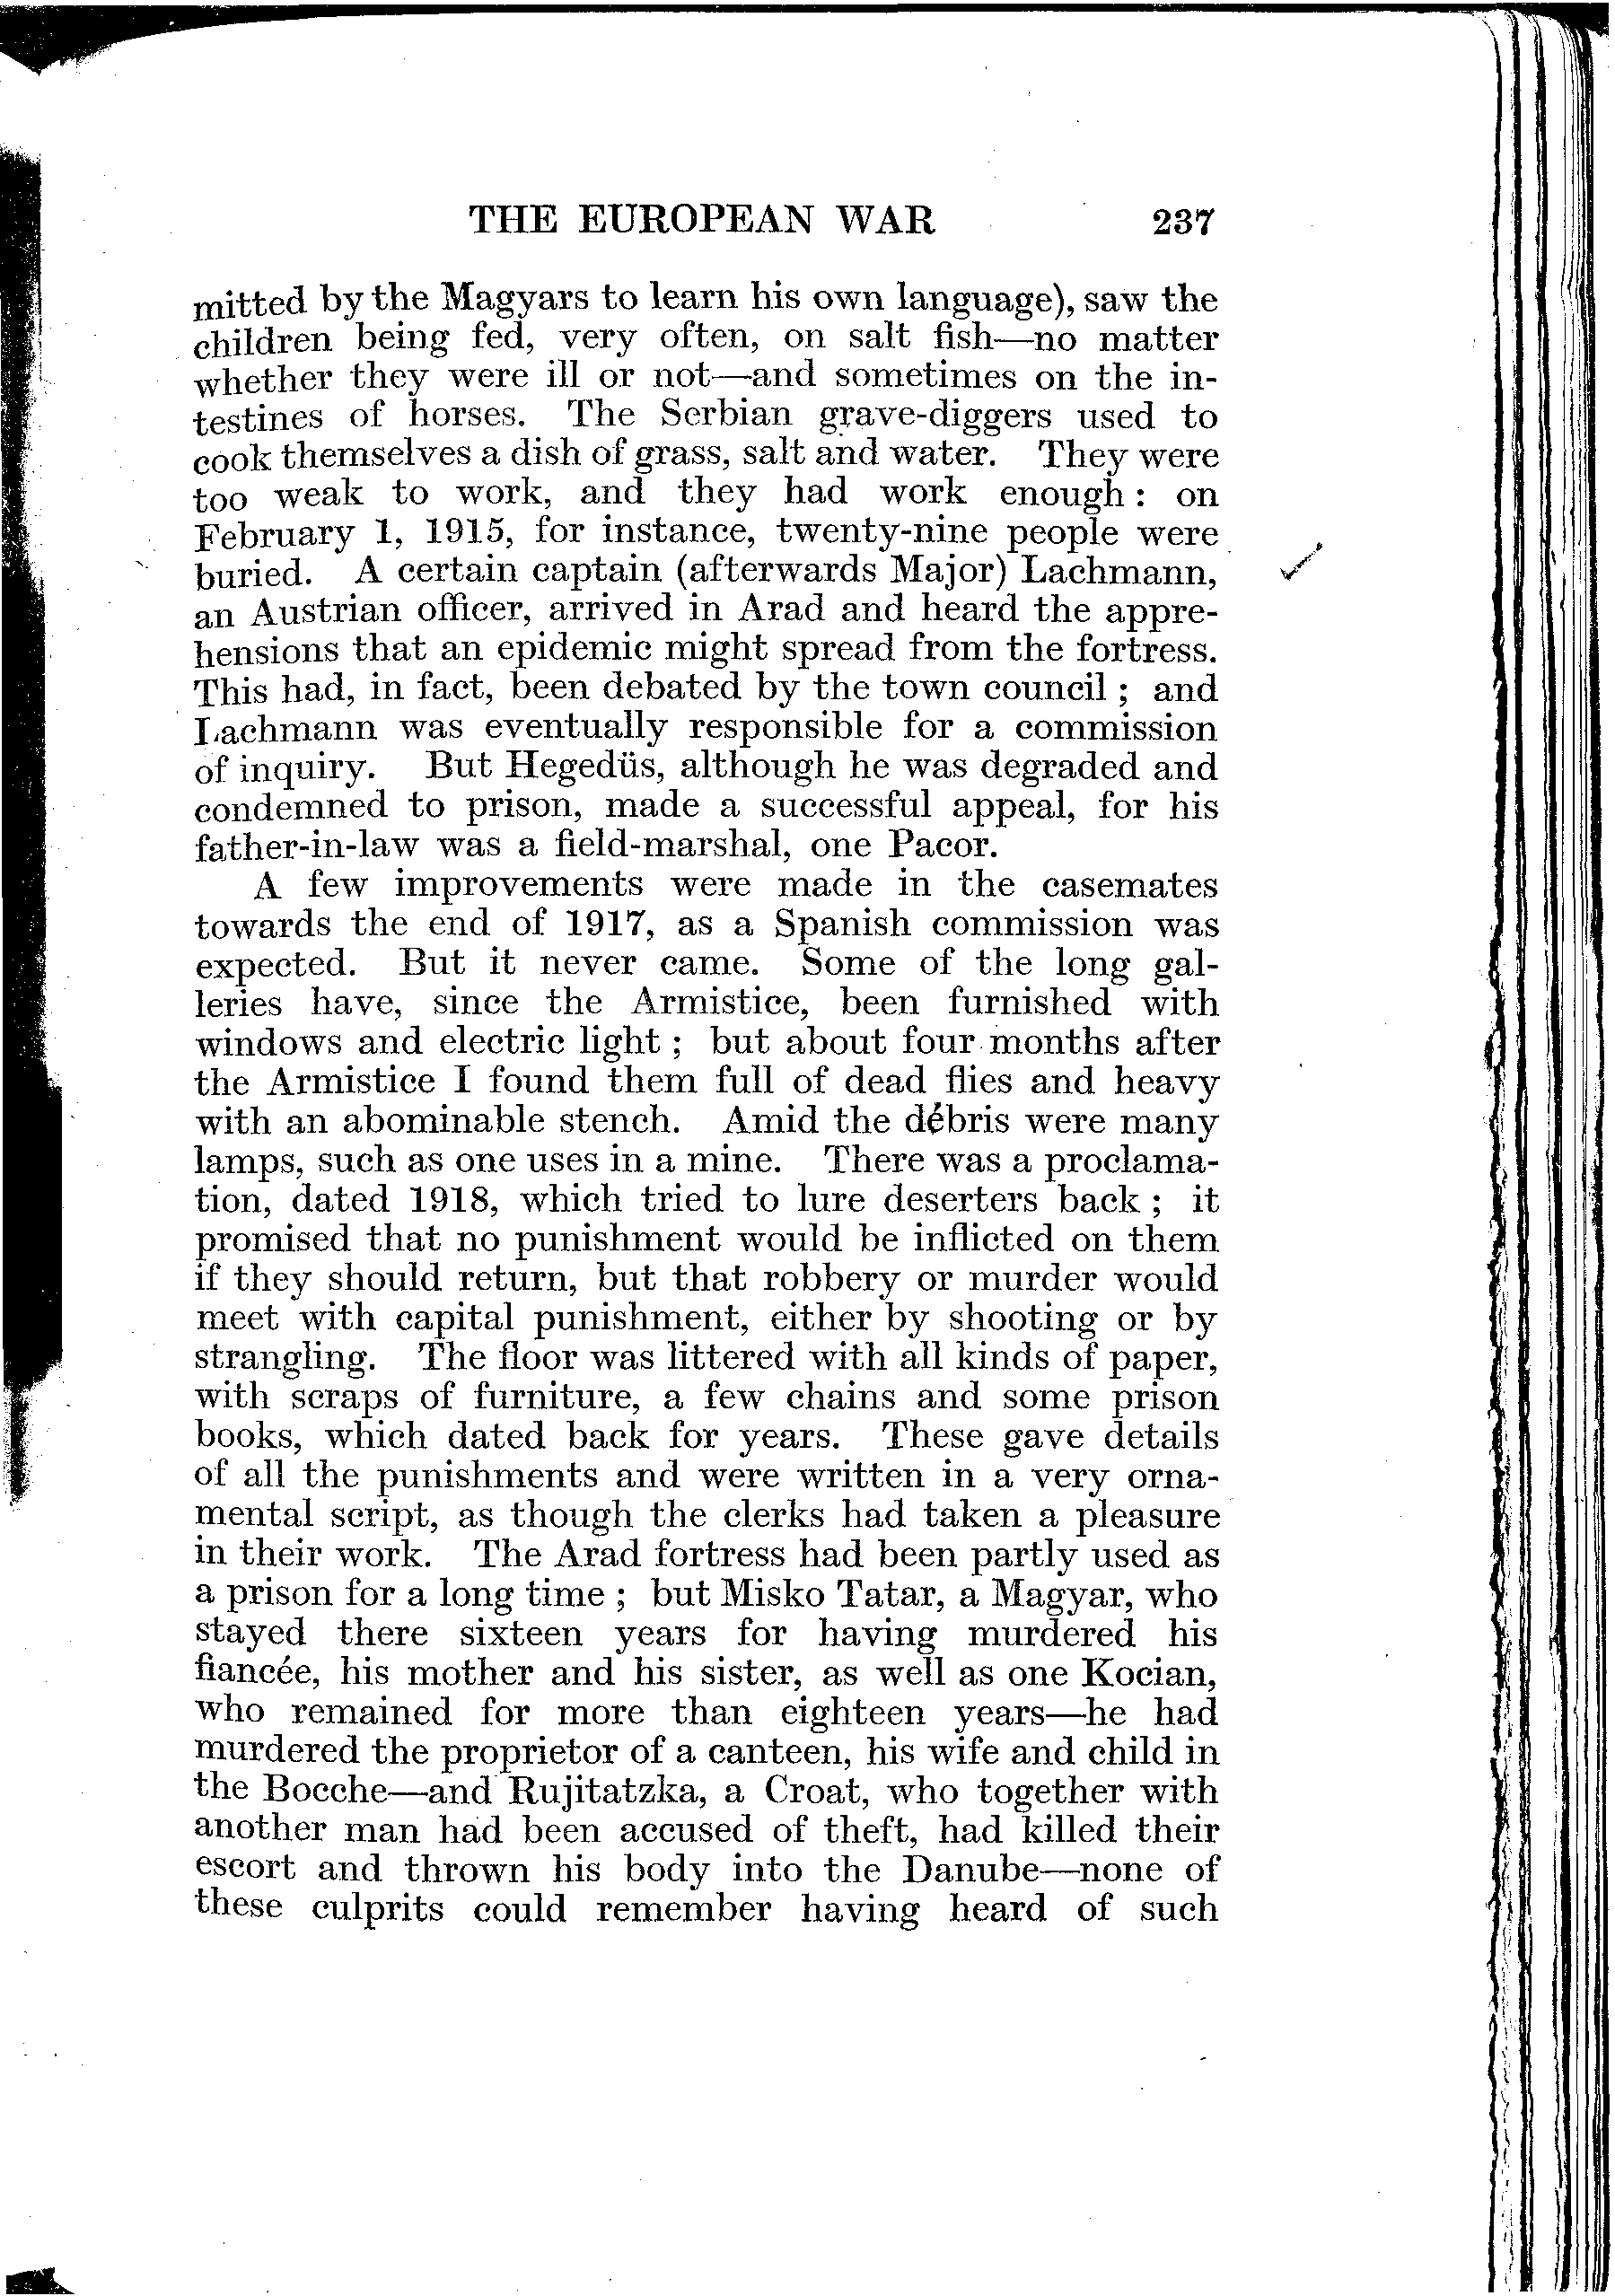 THE EUROPEAN WAR 237
mitted by the Magyars to learn his own language), saw the
children being fed, very often, on salt fish—no matter
whether they were ill or not—and sometimes on the in-
testines of horses. The Serbian grave-diggers used to
cook themselves a dish of grass, salt and water. They were
too weak to work, and they had work enough: on
February 1, 1915, for instance, twenty-nine people were
buried. A certain captain (afterwards Major) Lachmann,
an Austrian officer, arrived in Arad and heard the appre-
hensions that an epidemic might spread from the fortress.
This had, in fact, been debated by the town council; and
Lachmann was eventually responsible for a commission
of inquiry. But Hegedüs, although he was degraded and
condemned to prison, made a successful appeal, for his
father-in-law was a field-marshal, one Pacor.
A few improvements were made in the casemates
towards the end of 1917, as a Spanish commission was
expected. But it never came. Some of the long gal-
leries have, since the Armistice, been furnished with
windows and electric light; but about four months after
the Armistice I found them full of dead flies and heavy
with an abominable stench. Amid the débris were many
lamps, such as one uses in a mine. There was a proclama-
tion, dated 1918, which tried to lure deserters back; it
promised that no punishment would be inflicted on them
if they should return, but that robbery or murder would
meet with capital punishment, either by shooting or by
strangling. The floor was littered with all kinds of paper,
with scraps of furniture, a few chains and some prison
books, which dated back for years. These gave details
of all the punishments and were written in a very orna-
mental script, as though the clerks had taken a pleasure
in their work. The Arad fortress had been partly used as
a prison for a long time; but Misko Tatar, a Magyar, who
stayed there sixteen years for having murdered his
fiancée, his mother and his sister, as well as one Kocian,
who remained for more than eighteen years—he had
murdered the proprietor of a canteen, his wife and child in
the Bocche—and Rujitatzka, a Croat, who together with
another man had been accused of theft, had killed their
escort and thrown his body into the Danube—none of
these culprits could remember having heard of such